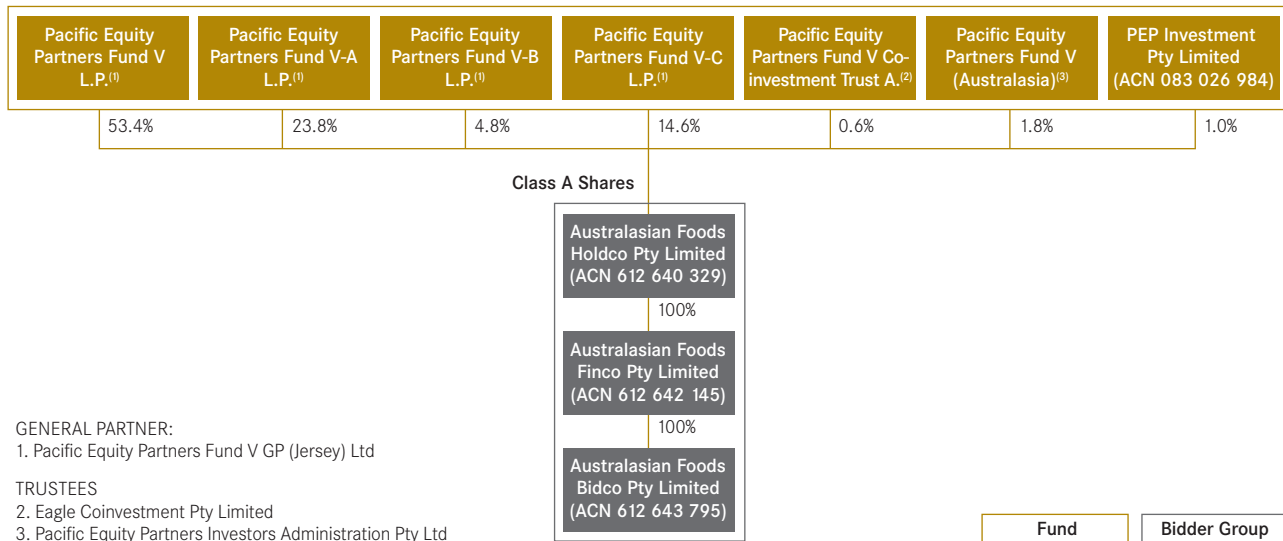 Pacific Equity
Partners Fund V
L.P.(1)
Pacific Equity
Partners Fund V-A
L.P.(1)
Pacific Equity
Partners Fund V-B
L.P.(1)
Pacific Equity
Partners Fund V-C
L.P.(1)
Pacific Equity
Partners Fund V Co-
investment Trust A.(2)
Pacific Equity
Partners Fund V
(Australasia)(3)
PEP Investment
Pty Limited
(ACN 083 026 984)
53.4%
23.8%
4.8%
14.6%
0.6%
1.8%
1.0%
Class A Shares
Australasian Foods
Holdco Pty Limited
(ACN 612 640 329)
100%
Australasian Foods
Finco Pty Limited
(ACN 612 642 145)
100%
Australasian Foods
Bidco Pty Limited
(ACN 612 643 795)
GENERAL PARTNER:
1. Pacific Equity Partners Fund V GP (Jersey) Ltd
TRUSTEES
2. Eagle Coinvestment Pty Limited
3. Pacific Equity Partners Investors Administration Pty Ltd
Fund
Bidder Group